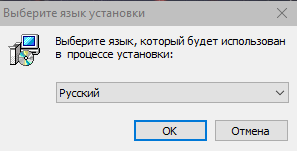 Выберите язык установки
Выберите язык, который будет использован
в процессе установки:
Русский
OK
Отмена